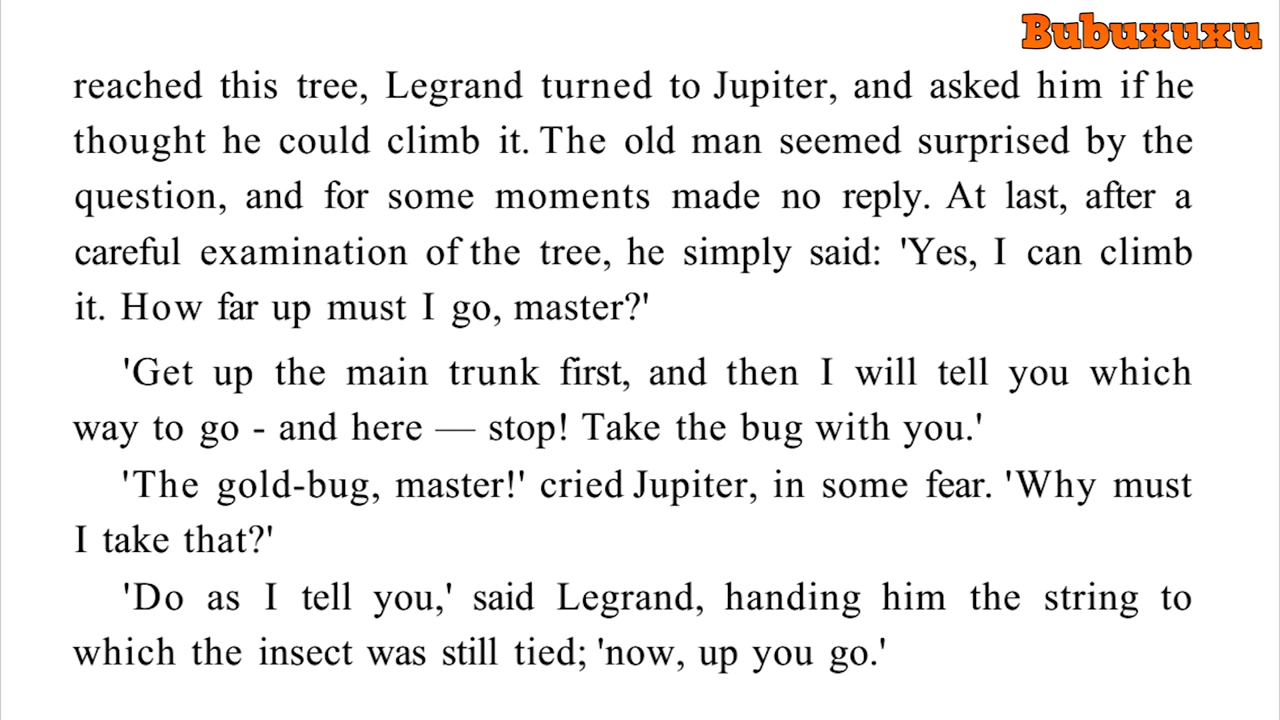 Bubuxuxu
reached this tree, Legrand turned to Jupiter, and asked him if he
thought he could climb it. The old man seemed surprised by the
question, and for some moments made no reply. At last, after a
careful examination of the tree, he simply said: 'Yes, I can climb
it. How far up must I go, master?'
'Get up the main trunk first, and then I will tell you which
way to go - and here — stop! Take the bug with you.'
'The gold-bug, master!' cried Jupiter, in some fear. 'Why must
I take that?'
'Do as I tell you,' said Legrand, handing him the string to
which the insect was still tied; 'now, up you go.'